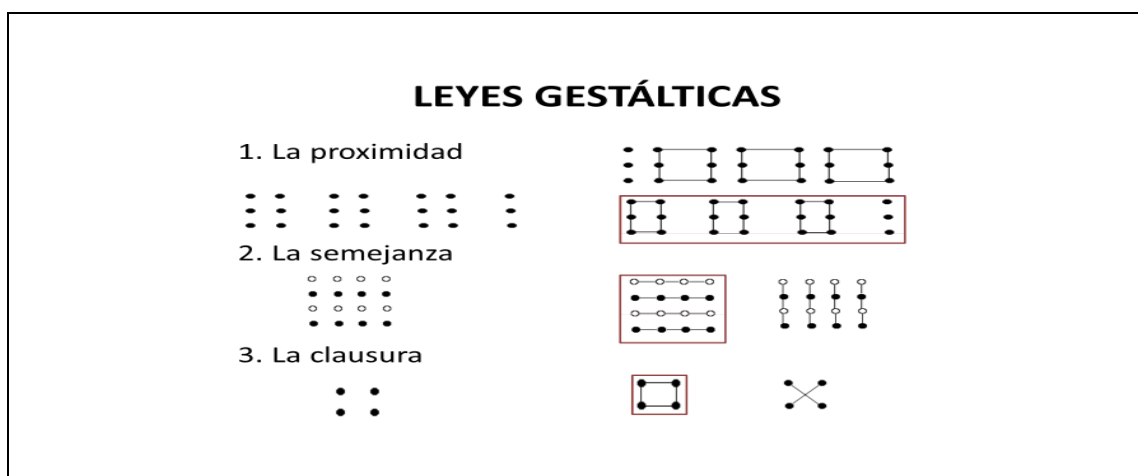 LEYES GESTÁLTICAS
1. La proximidad
2. La semejanza
3. La clausura